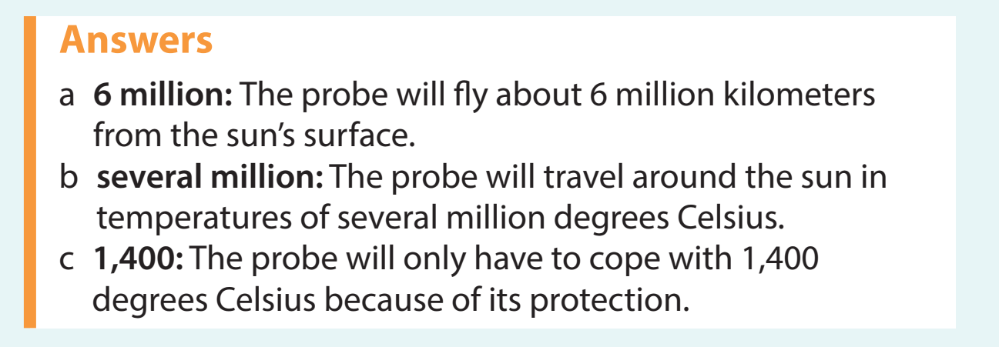 Answers
a 6 million: The probe will fly about 6 million kilometers
from the sun’s surface.
b several million: The probe will travel around the sun in
temperatures of several million degrees Celsius.
c 1,400: The probe will only have to cope with 1,400
degrees Celsius because of its protection.